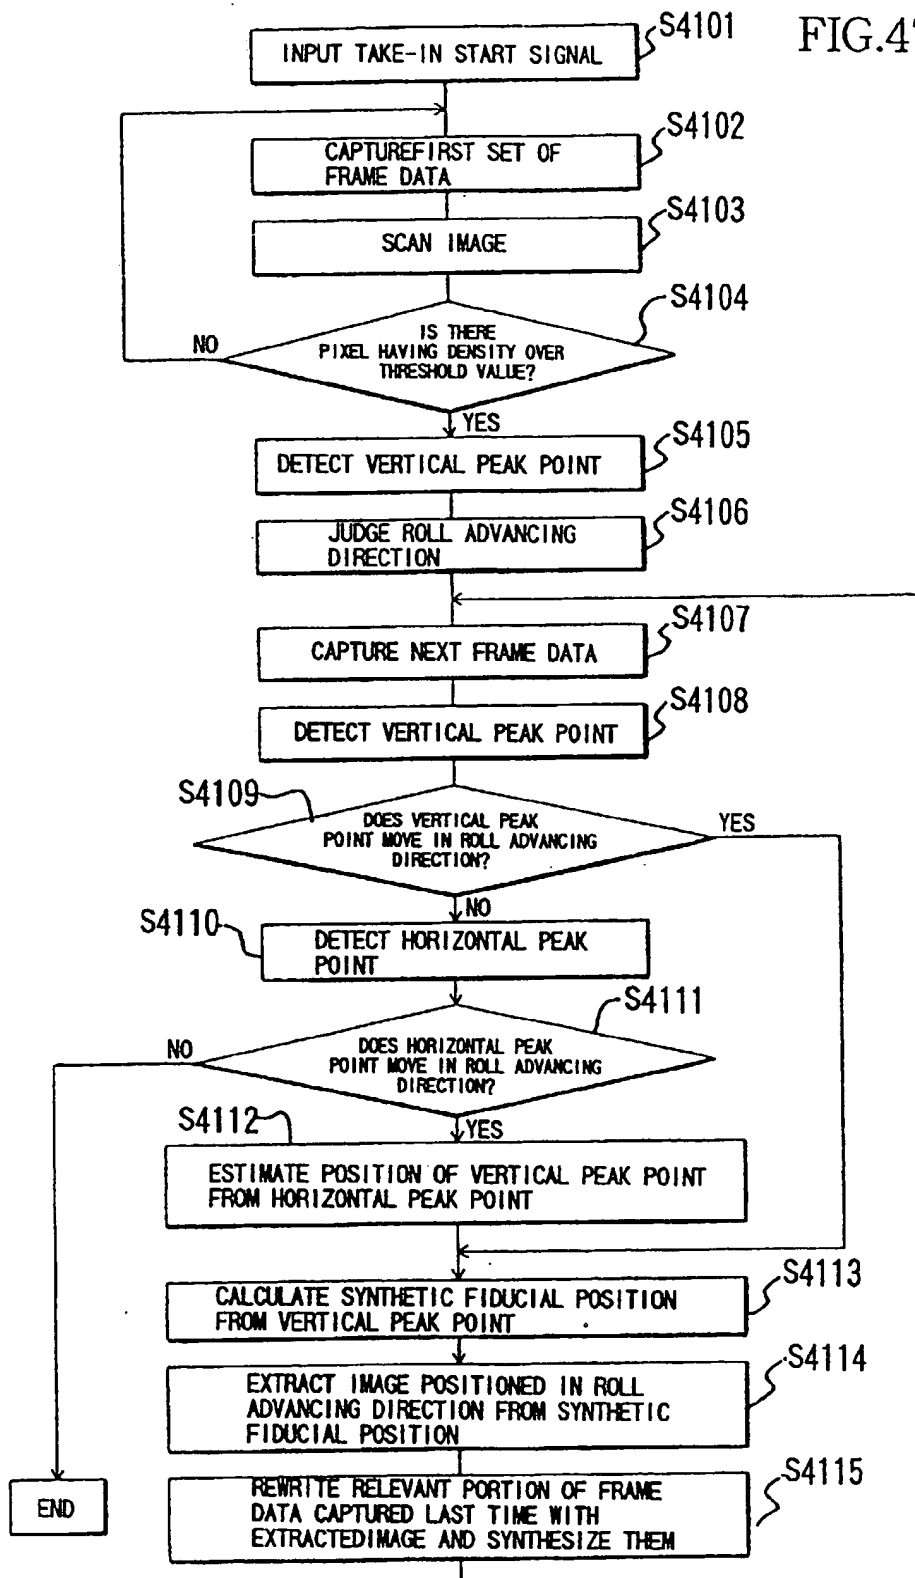 S4101
FIG.4
INPUT TAKE-IN START SIGNAL
S4102
CAPTUREFIRST SET OF
FRAME DATA
S4103
SCAN IMAGE
S4104
IS THERE
PIXEL HAVING DENSITY OVER
THRESHOLD VALUE?
NO
YES
S4105
DETECT VERTICAL PEAK POINT
S4106
JUDGE ROLL ADVANCING
DIRECTION
S4107
CAPTURE NEXT FRAME DATA
S4108
DETECT VERTICAL PEAK POINT
S4109
DOES VERTICAL PEAK
POINT MOVE IN ROLL ADVANCING
DIRECTION?
YES
NO
S4110
DETECT HORIZONTAL PEAK
POINT
S4111
DOES HORIZONTAL PEAK
POINT MOVE IN ROLL ADVANCING
DIRECTION?
NO
YES
S4112
ESTIMATE POSITION OF VERTICAL PEAK POINT
FROM HORIZONTAL PEAK POINT
S4113
CALCULATE SYNTHETIC FIDUCIAL POSITION
FROM VERTICAL PEAK POINT
S4114
EXTRACT IMAGE POSITIONED IN ROLL
ADVANCING DIRECTION FROM SYNTHETIC
FIDUCIAL POSITION
S4115
REWRITE RELEVANT PORTION OF FRAME
DATA CAPTURED LAST TIME WITH
EXTRACTEDIMAGE AND SYNTHESIZE THEM
END